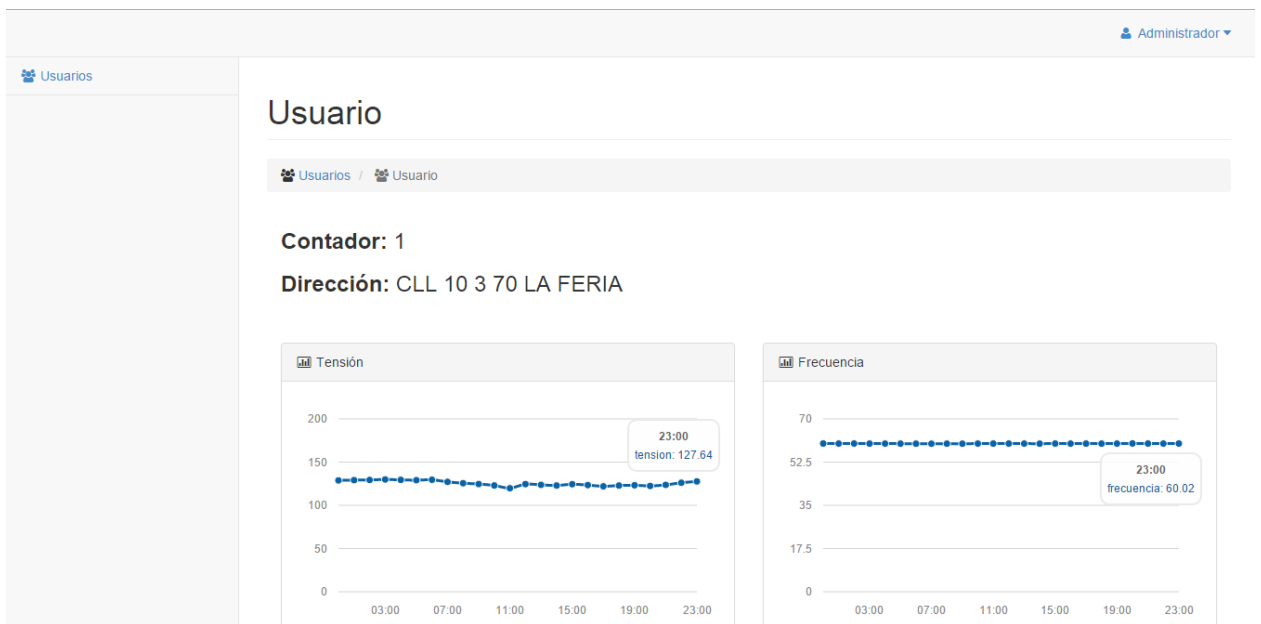 Administrador
Usuarios
Usuario
Usuarios / Usuario
Contador: 1
Dirección: CLL 10 3 70 LA FERIA
Tensión
200
150
100
50
0
23:00
tension: 127.64
03:00 07:00 11:00 15:00 19:00 23:00
Frecuencia
70
52.5
35
17.5
0
23:00
frecuencia: 60.02
03:00 07:00 11:00 15:00 19:00 23:00